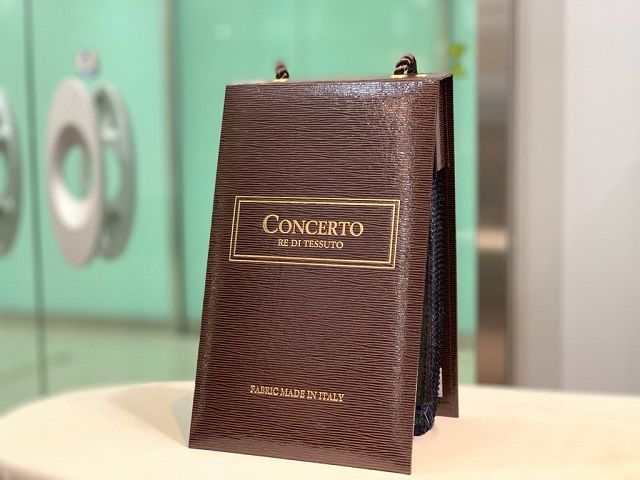 CONCERTO
RE DI TESSUTO
FABRIC MADE IN ITALY